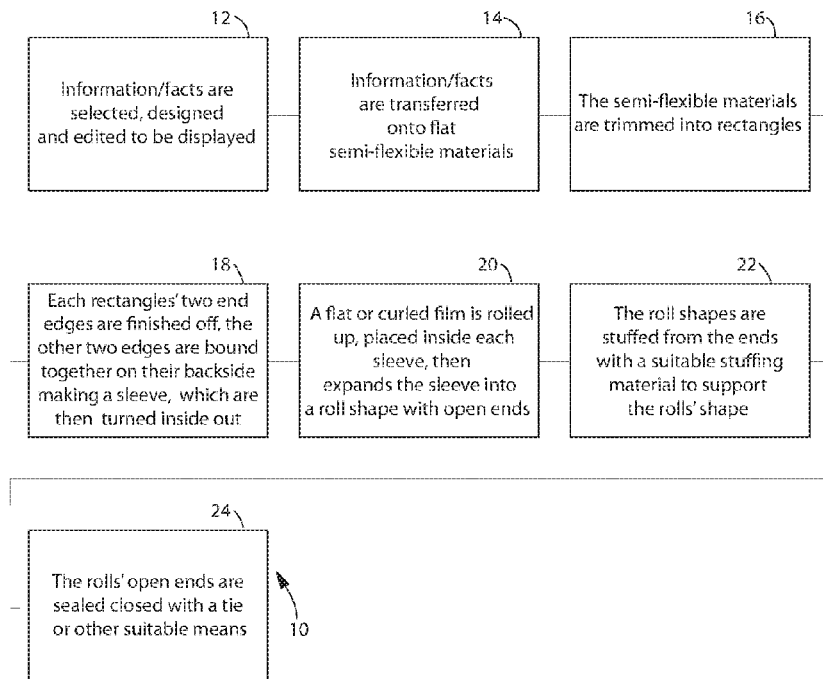 12
Information/facts are
selected, designed
and edited to be displayed
14
Information/facts
are transferred
onto flat
semi-flexible materials
16
The semi-flexible materials
are trimmed into rectangles
18
Each rectangles' two end
edges are finished off, the
other two edges are bound
together on their backside
making a sleeve, which are
then turned inside out
20
A flat or curled film is rolled
up, placed inside each
sleeve, then
expands the sleeve into
a roll shape with open ends
22
The roll shapes are
stuffed from the ends
with a suitable stuffing
material to support
the rolls' shape
24
The rolls' open ends are
sealed closed with a tie
or other suitable means
10